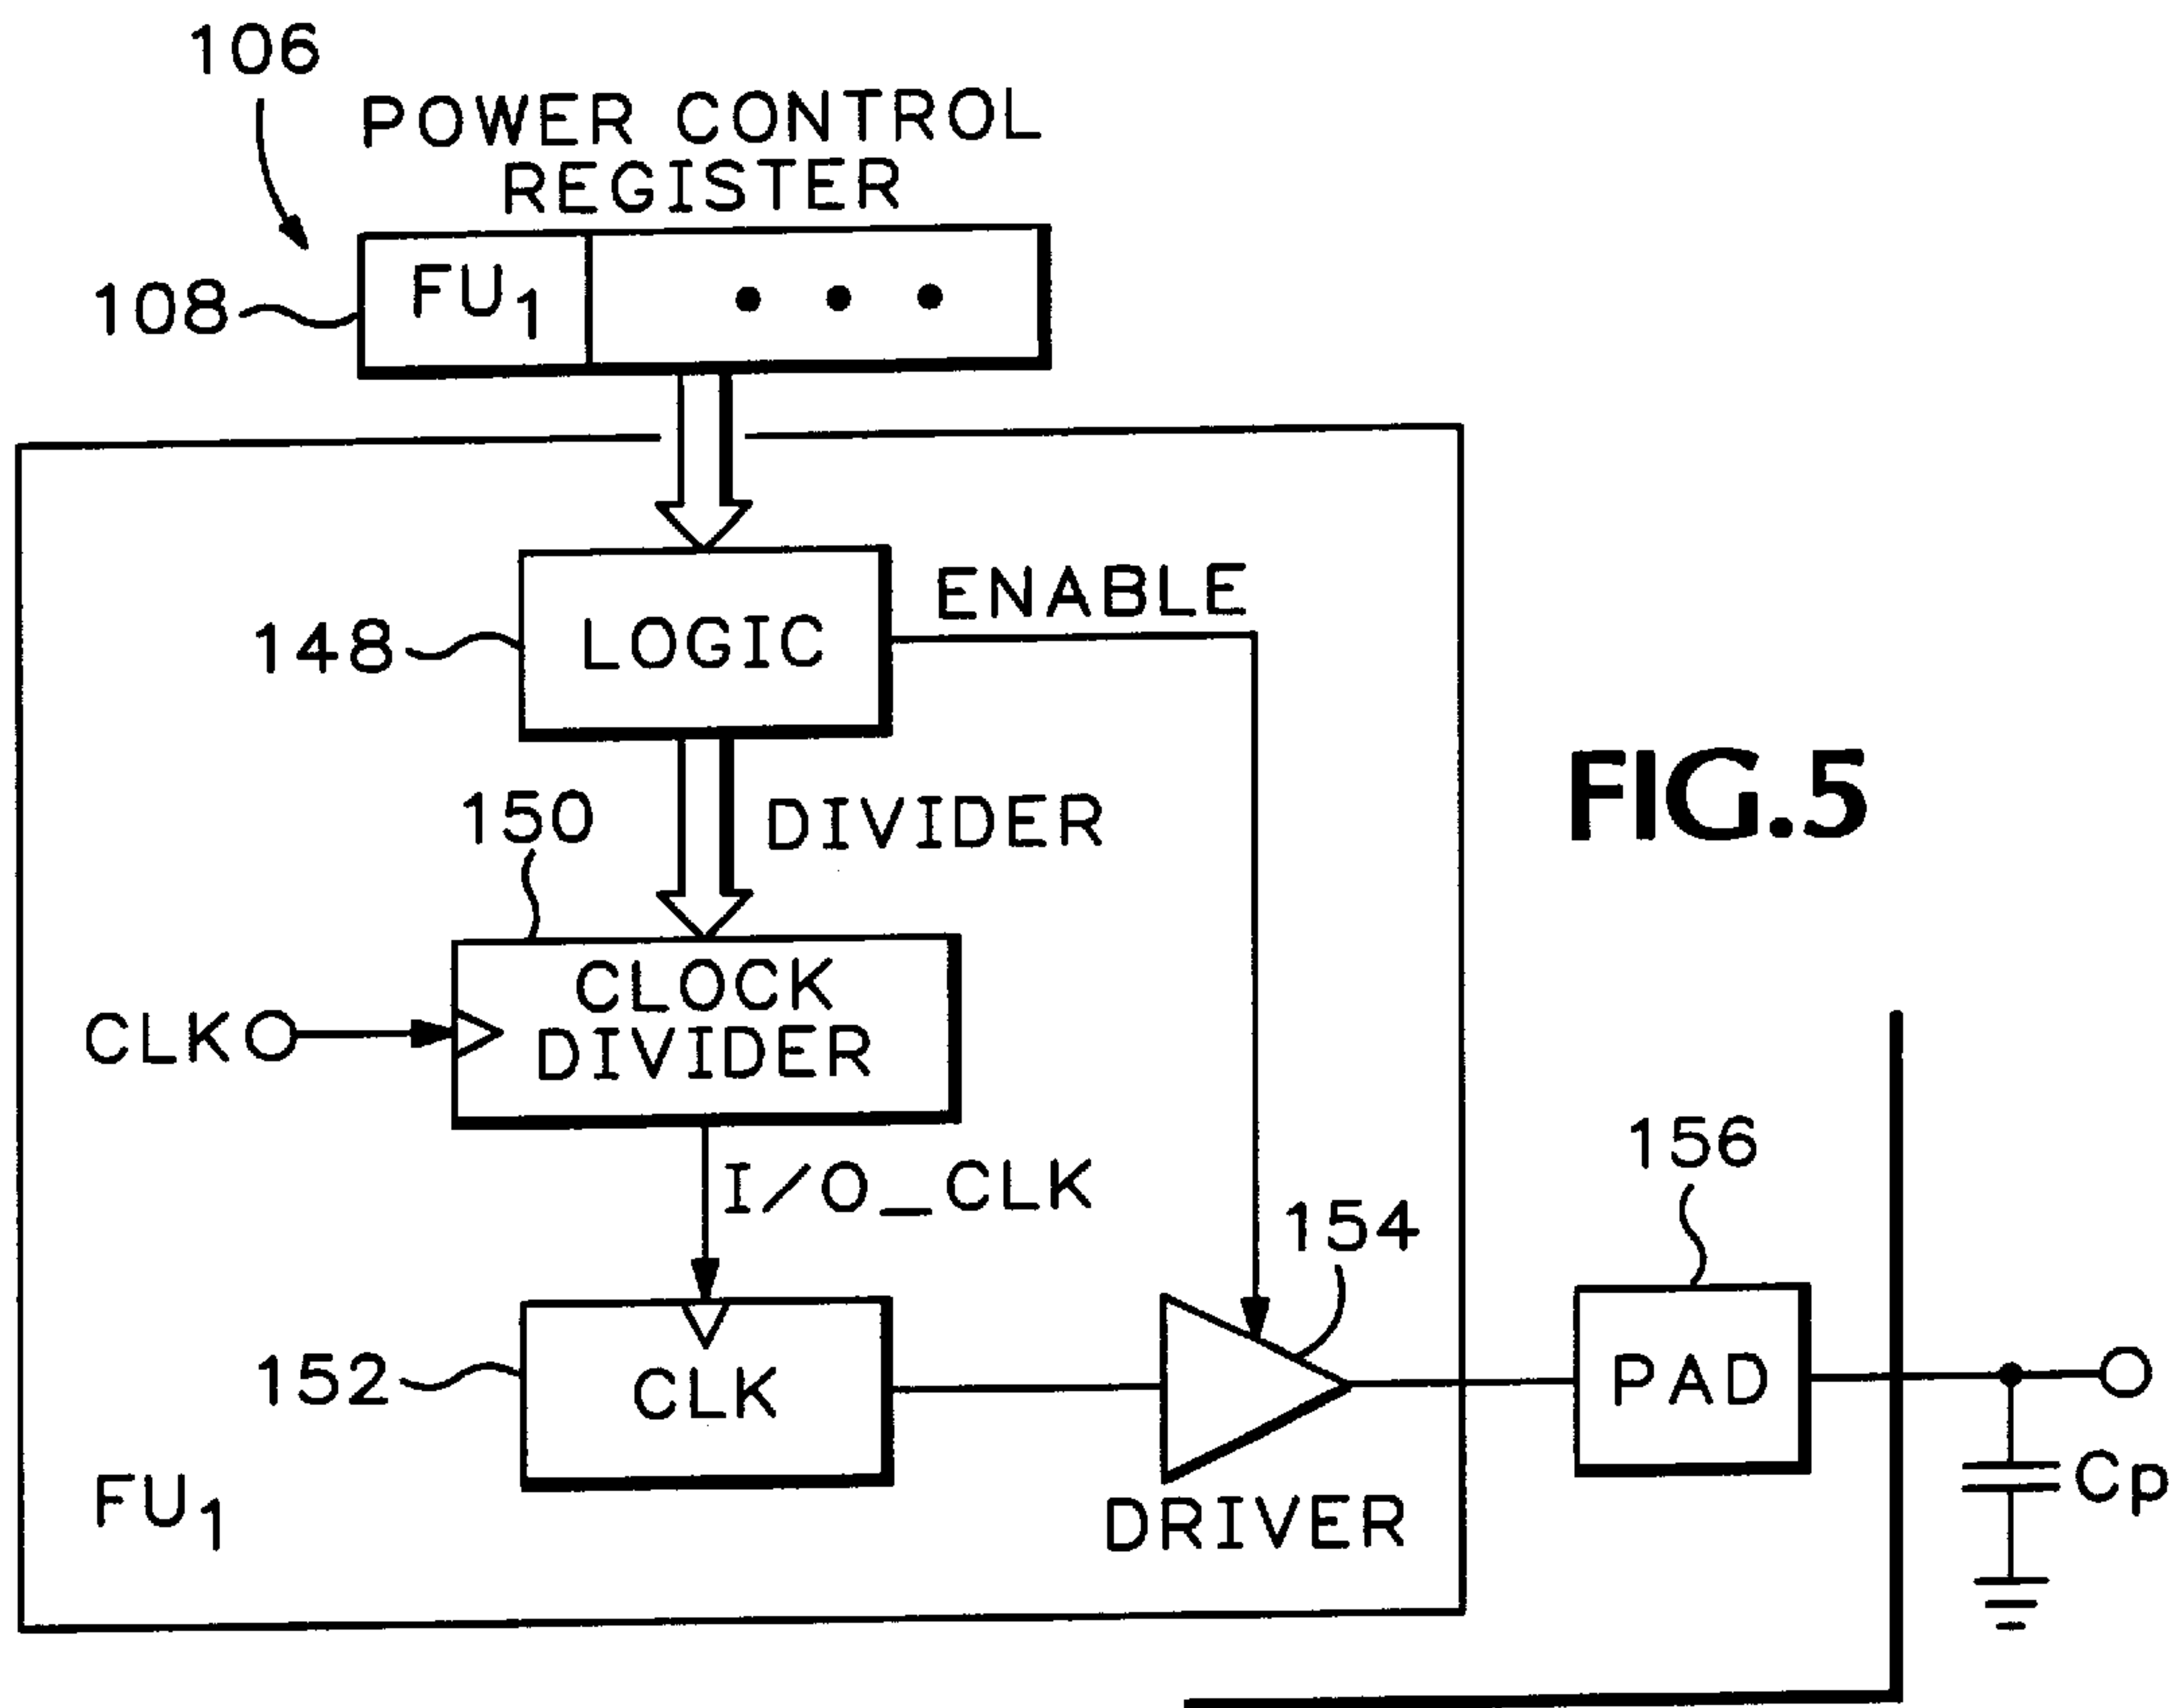 106
POWER CONTROL
REGISTER
108
FU1
148
LOGIC
ENABLE
150
DIVIDER
FIG.5
CLK
CLOCK
DIVIDER
I/O_CLK
156
154
152
CLK
PAD
Cp
FU1
DRIVER